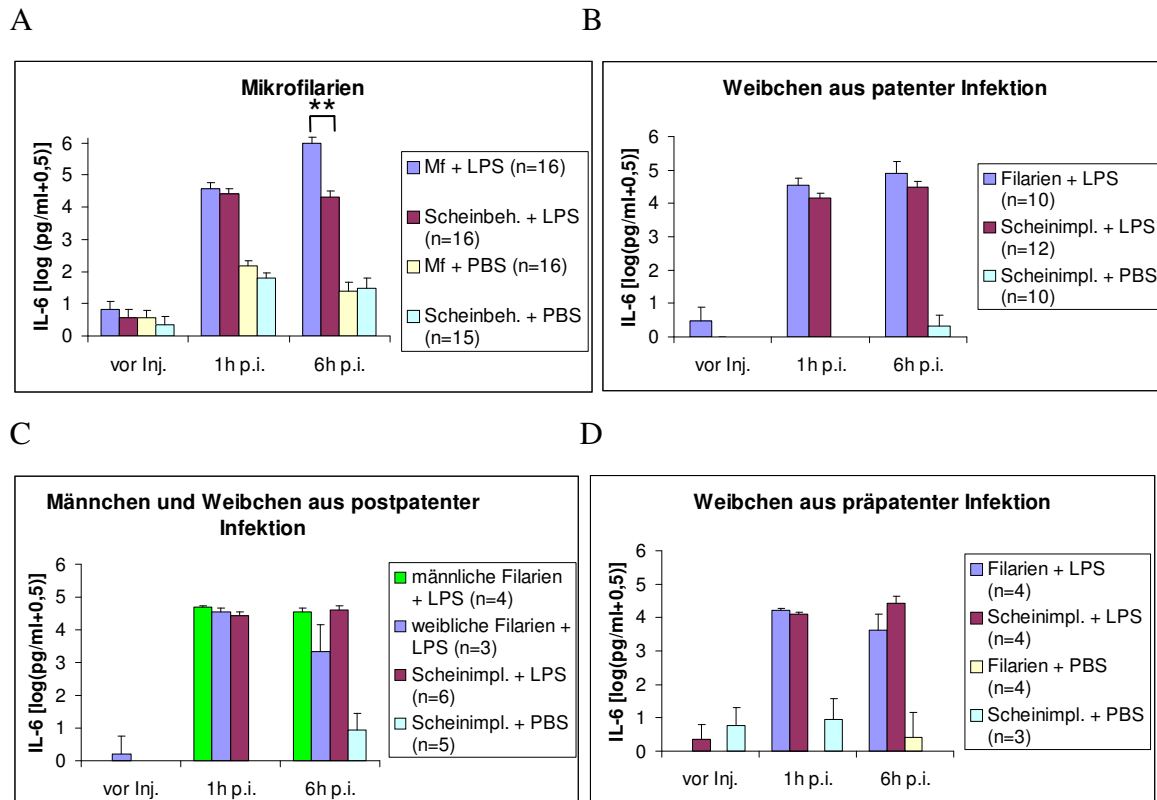 A
Mikrofilarien
**
IL-6 [log (pg/ml+0,5)]
6
5
4
3
2
1
0
vor Inj.
1h p.i.
6h p.i.
Mf + LPS (n=16)
Scheinbeh. + LPS
(n=16)
Mf + PBS (n=16)
Scheinbeh. + PBS
(n=15)
B
Weibchen aus patenter Infektion
IL-6 [log(pg/ml+0,5)]
6
5
4
3
2
1
0
vor Inj.
1h p.i.
6h p.i.
Filarien + LPS
(n=10)
Scheinimpl. + LPS
(n=12)
Scheinimpl. + PBS
(n=10)
C
Männchen und Weibchen aus postpatenter
Infektion
IL-6 [log(pg/ml+0,5)]
6
5
4
3
2
1
0
vor Inj.
1h p.i.
6h p.i.
männliche Filarien
+ LPS (n=4)
weibliche Filarien +
LPS (n=3)
Scheinimpl. + LPS
(n=6)
Scheinimpl. + PBS
(n=5)
D
Weibchen aus präpatenter Infektion
IL-6 [log(pg/ml+0,5)]
6
5
4
3
2
1
0
vor Inj.
1h p.i.
6h p.i.
Filarien + LPS
(n=4)
Scheinimpl. + LPS
(n=4)
Filarien + PBS
(n=4)
Scheinimpl. + PBS
(n=3)